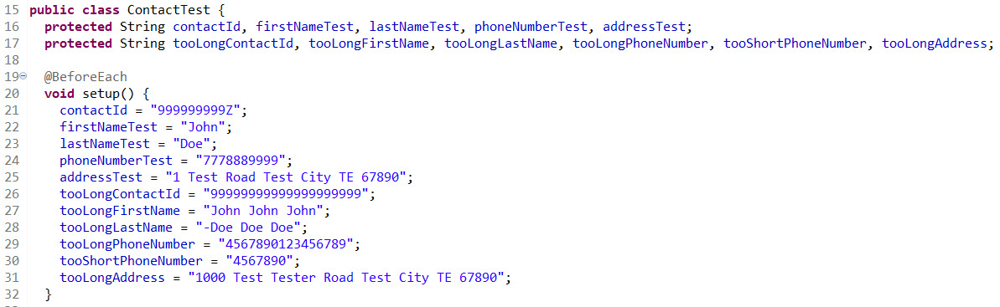 15 public class ContactTest {
16   protected String contactId, firstNameTest, lastNameTest, phoneNumberTest, addressTest;
17   protected String tooLongContactId, tooLongFirstName, tooLongLastName, tooLongPhoneNumber, tooShortPhoneNumber, tooLongAddress;
18
19   @BeforeEach
20   void setup() {
21     contactId = "999999999Z";
22     firstNameTest = "John";
23     lastNameTest = "Doe";
24     phoneNumberTest = "7778889999";
25     addressTest = "1 Test Road Test City TE 67890";
26     tooLongContactId = "99999999999999999999";
27     tooLongFirstName = "John John John";
28     tooLongLastName = "-Doe Doe Doe";
29     tooLongPhoneNumber = "4567890123456789";
30     tooShortPhoneNumber = "4567890";
31     tooLongAddress = "1000 Test Tester Road Test City TE 67890";
32   }